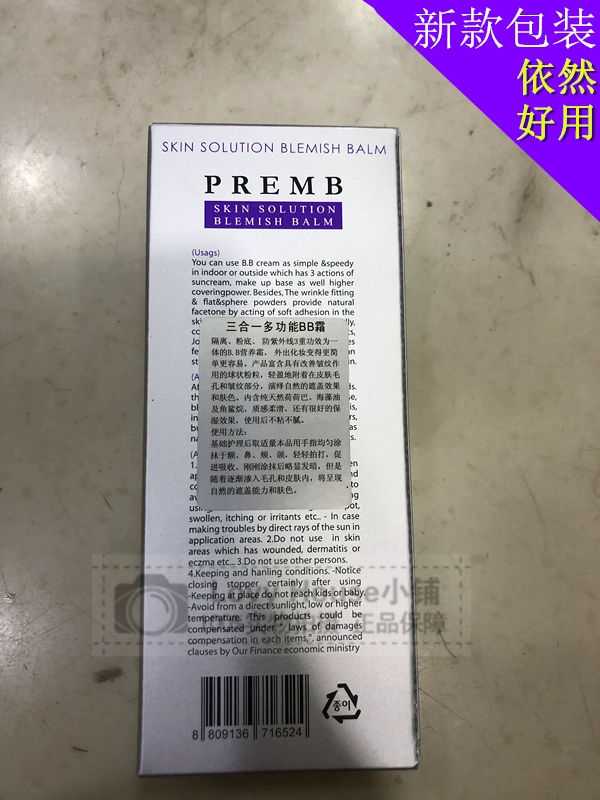 新款包装
依然
好用
SKIN SOLUTION BLEMISH BALM
PREMB
SKIN SOLUTION
BLEMISH BALM
(Usags)
You can use B.B cream as simple &speedy
in indoor or outside which has 3 actions of
suncream, make up base as well higher
coveringpower. Besides, The wrinkle fitting
& flat&sphere powders provide natural
facetone by acting of soft adhesion in the
三合一多功能BB霜
隔离、粉底、防紫外线3重功效为一
体的B.B营养霜，外出化妆变得更简
单更容易。产品富含具有改善皱纹作
用的球状粉粒，轻盈地附着在皮肤毛
孔和皱纹部分，演绎自然的遮盖效果
和肤色。内含纯天然荷荷巴、海藻油
及角鲨烷，质感柔滑，还有很好的保
湿效果，使用后不粘不腻。
使用方法：
基础护理后取适量本品用手指均匀涂
抹于额、鼻、颊、颌，轻轻拍打，促
进吸收。刚刚涂抹后略显发暗，但是
随着逐渐渗入毛孔和皮肤内，将呈现
自然的遮盖能力和肤色。
swollen, itching or irritants etc.. - In case
making troubles by direct rays of the sun in
application areas. 2.Do not use in skin
areas which has wounded, dermatitis or
eczma etc... 3.Do not use other persons.
4.Keeping and hanling conditions. -Notice
closing stopper certainly after using
-Keeping at place do not reach kids or baby
-Avoid from a direct sunlight, low or higher
temperature. This products could be
compensated under " laws of damages
compensation in each items,". announced
clauses by Our Finance economic ministry
House小铺
正品保障
종이
8 809136 716524